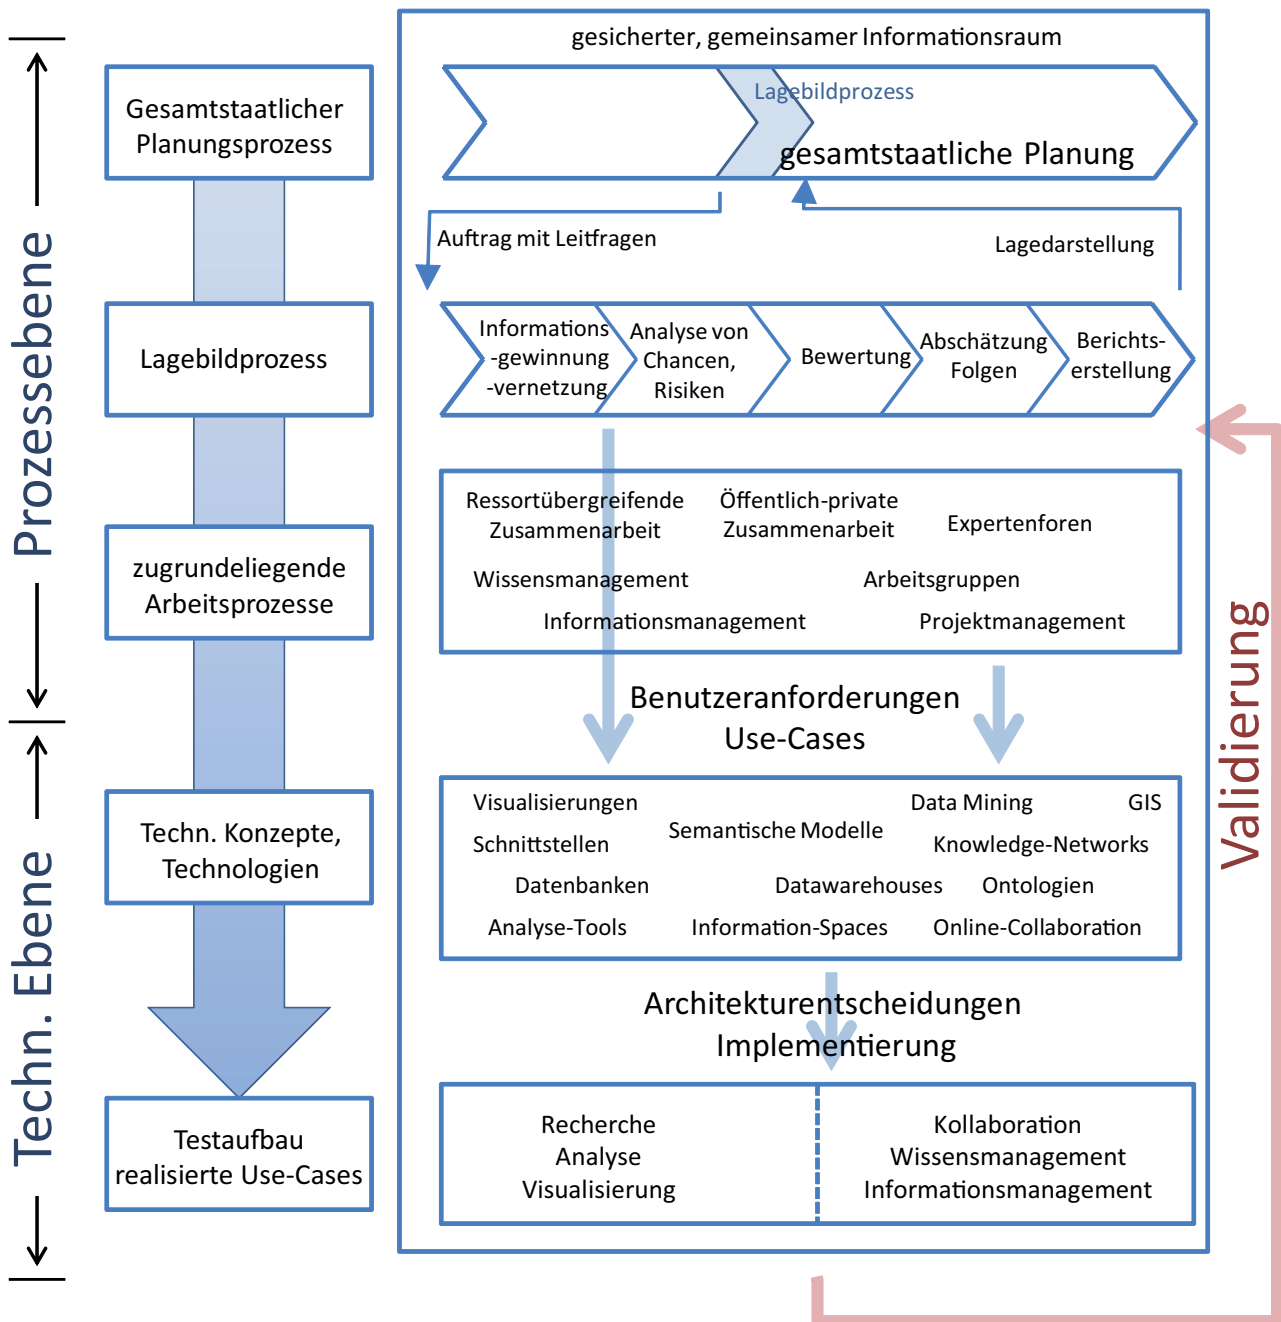 gesicherter, gemeinsamer Informationsraum
Gesamtstaatlicher
Planungsprozess
Lagebildprozess
gesamtstaatliche Planung
Auftrag mit Leitfragen
Lagedarstellung
Prozessebene
Lagebildprozess
Informations
-gewinnung
-vernetzung
Analyse von
Chancen,
Risiken
Bewertung
Abschätzung
Folgen
Berichts-
erstellung
zugrundeliegende
Arbeitsprozesse
Ressortübergreifende
Zusammenarbeit
Öffentlich-private
Zusammenarbeit
Expertenforen
Wissensmanagement
Arbeitsgruppen
Informationsmanagement
Projektmanagement
Validierung
Benutzeranforderungen
Use-Cases
Techn. Ebene
Techn. Konzepte,
Technologien
Visualisierungen
Data Mining
GIS
Semantische Modelle
Schnittstellen
Knowledge-Networks
Datenbanken
Datawarehouses
Ontologien
Analyse-Tools
Information-Spaces
Online-Collaboration
Architekturentscheidungen
Implementierung
Testaufbau
realisierte Use-Cases
Recherche
Analyse
Visualisierung
Kollaboration
Wissensmanagement
Informationsmanagement